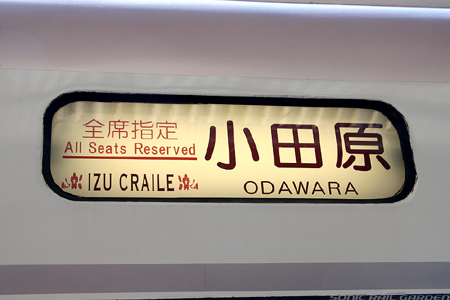 全席指定
All Seats Reserved
IZU CRAILE
小田原
ODAWARA
SONIC RAIL GARDEN